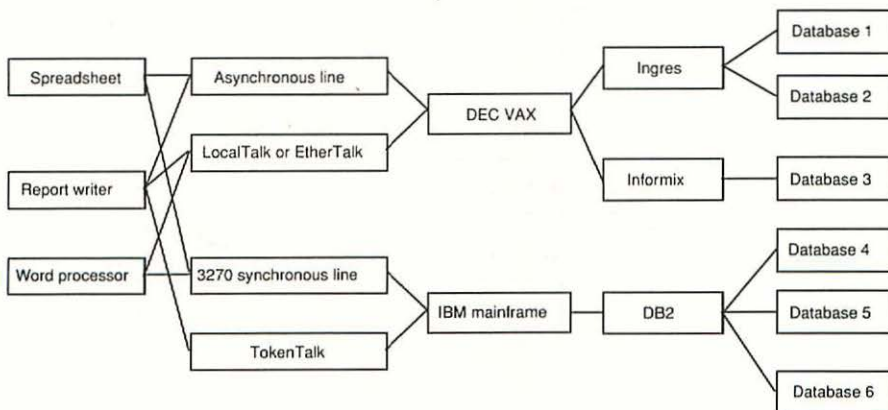 Spreadsheet
Report writer
Word processor
Asynchronous line
LocalTalk or EtherTalk
3270 synchronous line
TokenTalk
DEC VAX
IBM mainframe
Ingres
Informix
DB2
Database 1
Database 2
Database 3
Database 4
Database 5
Database 6